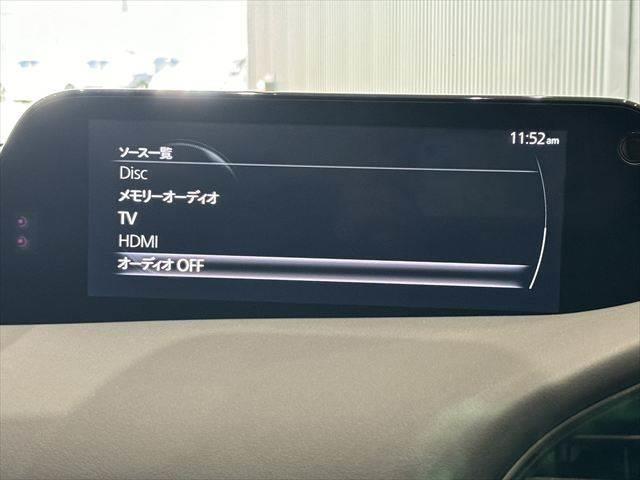 11:52am
ソース一覧
Disc
メモリーオーディオ
TV
HDMI
オーディオ OFF